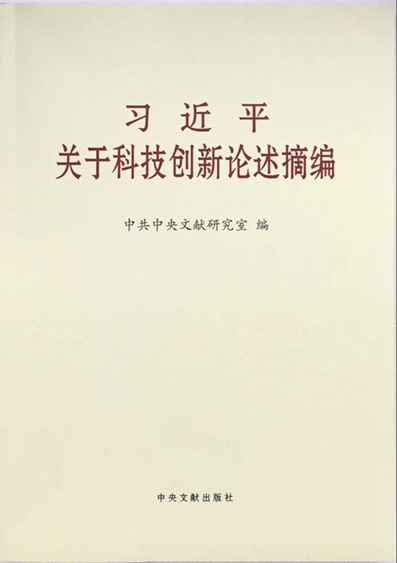 习近平
关于科技创新论述摘编
中共中央文献研究室 编
中央文献出版社